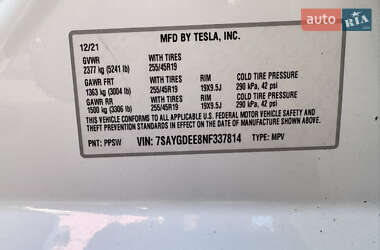 auto RIA.com
MFD BY TESLA, INC.
12/21
GVWR WITH TIRES
2377 kg (5241 lb) 255/45R19
GAWR FRT WITH TIRES RIM COLD TIRE PRESSURE
1363 kg (3004 lb) 255/45R19 19X9.5J 290 kPa, 42 psi
GAWR RR WITH TIRES RIM COLD TIRE PRESSURE
1500 kg (3306 lb) 255/45R19 19X9.5J 290 kPa, 42 psi
THIS VEHICLE CONFORMS TO ALL APPLICABLE U.S. FEDERAL MOTOR VEHICLE SAFETY
AND THEFT PREVENTION STANDARDS IN EFFECT ON THE DATE OF MANUFACTURE
SHOWN ABOVE.
PNT: PPSW VIN: 7SAYGDEE8NF337814 TYPE: MPV